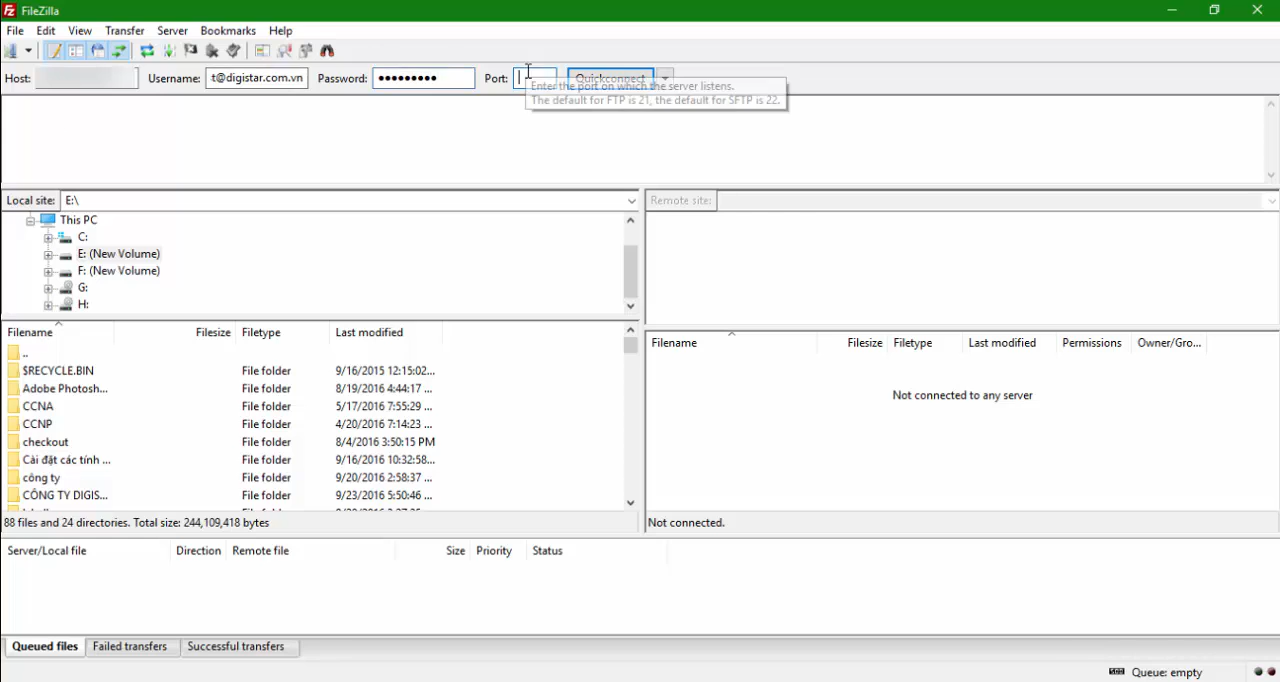 FileZilla
File Edit View Transfer Server Bookmarks Help
Host: Username: t@digistar.com.vn Password: ●●●●●●●●● Port: Quickconnect
Enter the port on which the server listens.
The default for FTP is 21, the default for SFTP is 22.
Local site: E:\
This PC
C:
E: (New Volume)
F: (New Volume)
G:
H:
Filename Filesize Filetype Last modified
..
$RECYCLE.BIN File folder 9/16/2015 12:15:02...
Adobe Photosh... File folder 8/19/2016 4:44:17 ...
CCNA File folder 5/17/2016 7:55:29 ...
CCNP File folder 4/20/2016 7:14:23 ...
checkout File folder 8/4/2016 3:50:15 PM
Cài đặt các tính ... File folder 9/16/2016 10:32:58...
công ty File folder 9/20/2016 2:58:37 ...
CÔNG TY DIGIS... File folder 9/23/2016 5:50:46 ...
88 files and 24 directories. Total size: 244,109,418 bytes
Remote site:
Filename Filesize Filetype Last modified Permissions Owner/Gro...
Not connected to any server
Not connected.
Server/Local file Direction Remote file Size Priority Status
Queued files Failed transfers Successful transfers
Queue: empty